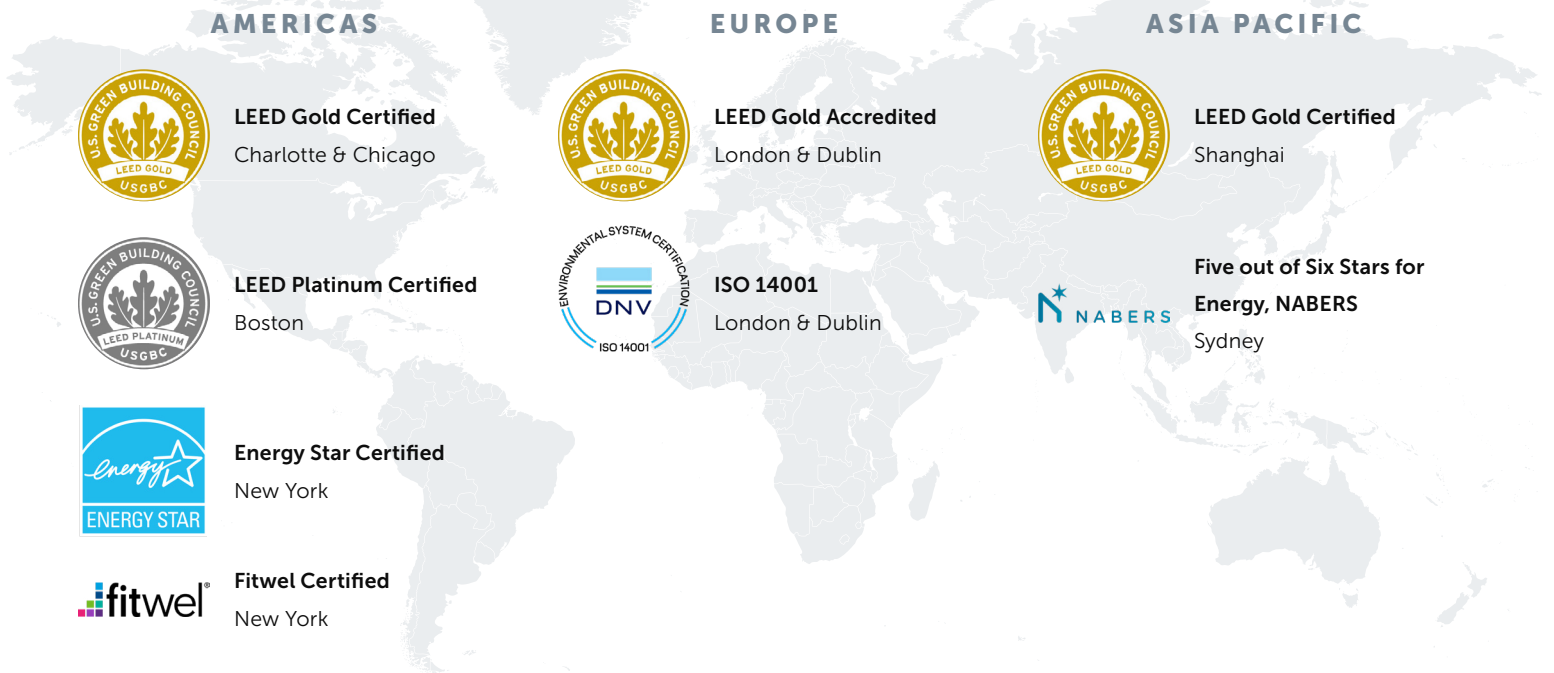 AMERICAS
U.S. GREEN BUILDING COUNCIL
LEED GOLD
USGBC
LEED Gold Certified
Charlotte & Chicago
U.S. GREEN BUILDING COUNCIL
LEED PLATINUM
USGBC
LEED Platinum Certified
Boston
energy
ENERGY STAR
Energy Star Certified
New York
fitwel®
Fitwel Certified
New York
EUROPE
U.S. GREEN BUILDING COUNCIL
LEED GOLD
USGBC
LEED Gold Accredited
London & Dublin
ENVIRONMENTAL SYSTEM CERTIFICATION
DNV
ISO 14001
ISO 14001
London & Dublin
ASIA PACIFIC
U.S. GREEN BUILDING COUNCIL
LEED GOLD
USGBC
LEED Gold Certified
Shanghai
NABERS
Five out of Six Stars for
Energy, NABERS
Sydney